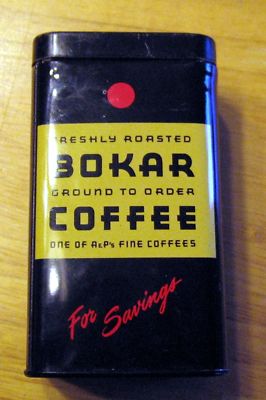 FRESHLY ROASTED
BOKAR
GROUND TO ORDER
COFFEE
ONE OF A&P's FINE COFFEES
For Savings